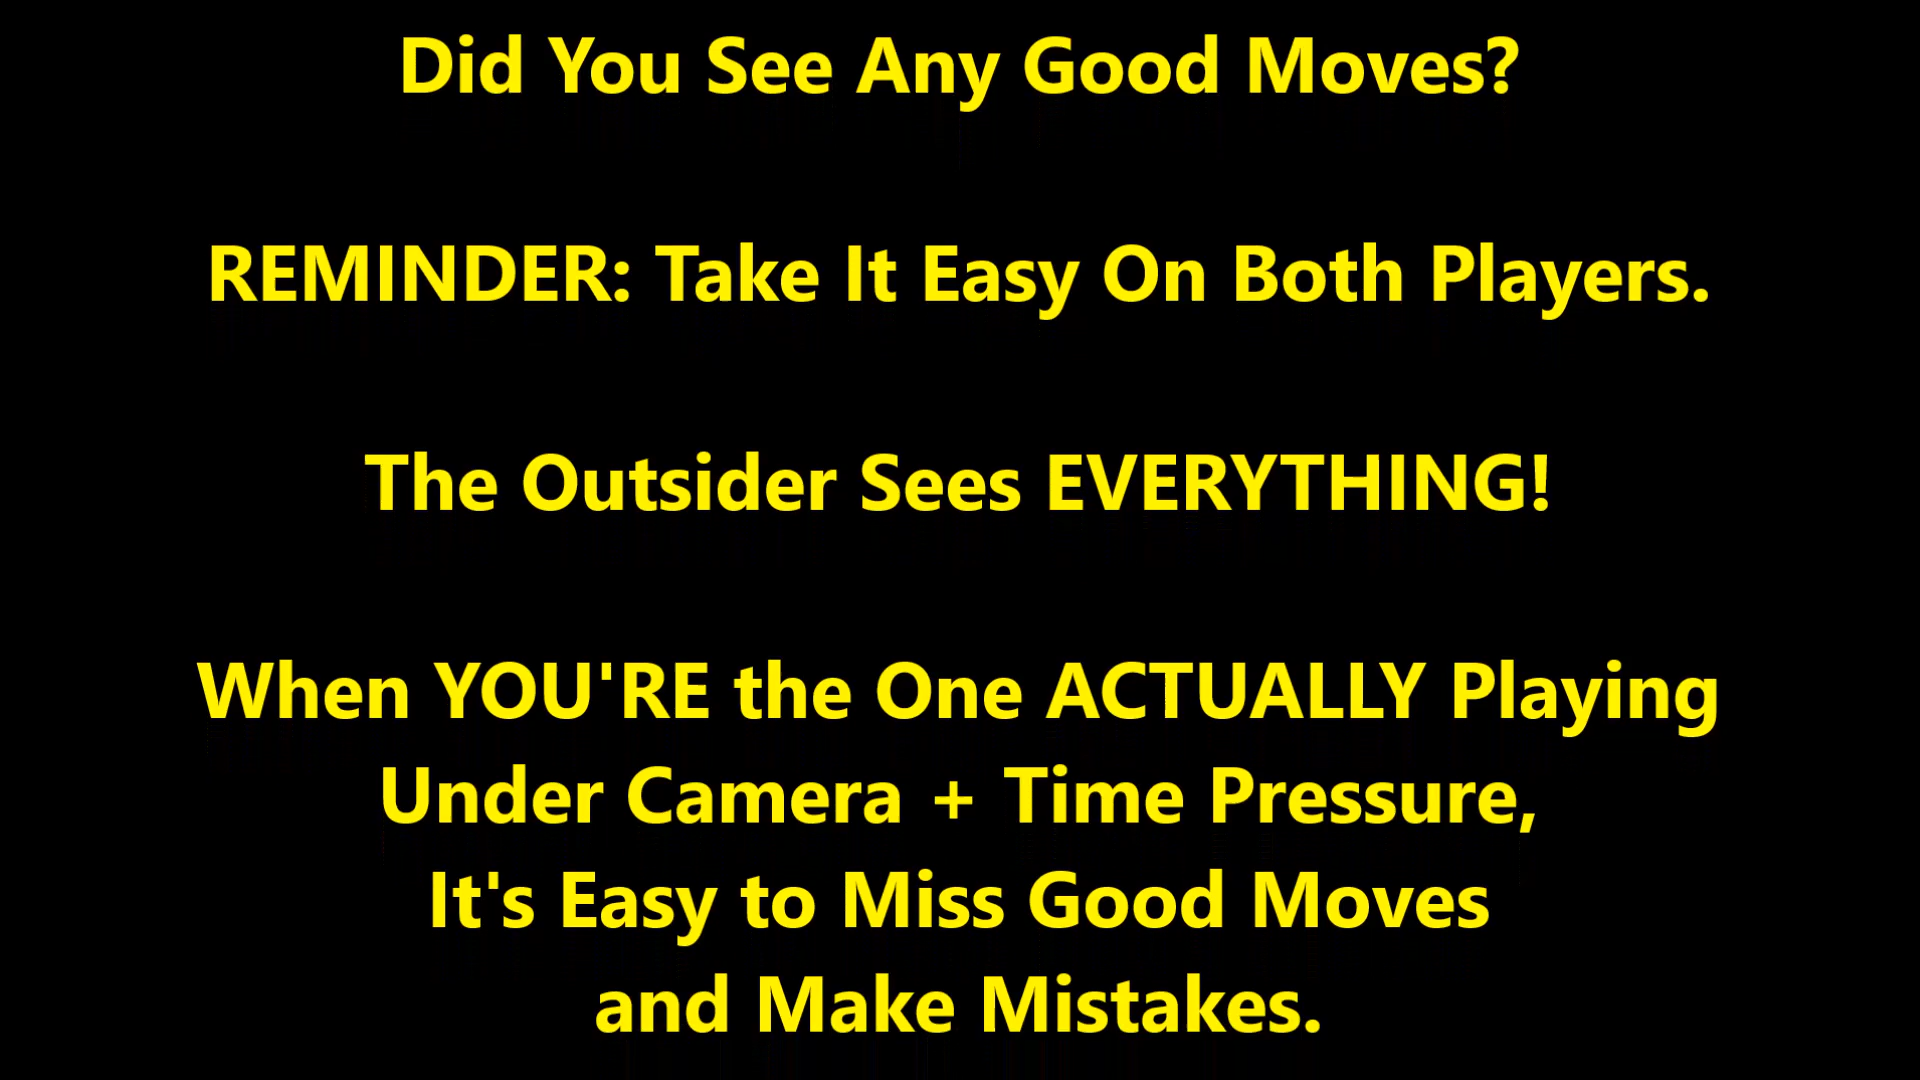 Did You See Any Good Moves?
REMINDER: Take It Easy On Both Players.
The Outsider Sees EVERYTHING!
When YOU'RE the One ACTUALLY Playing
Under Camera + Time Pressure,
It's Easy to Miss Good Moves
and Make Mistakes.